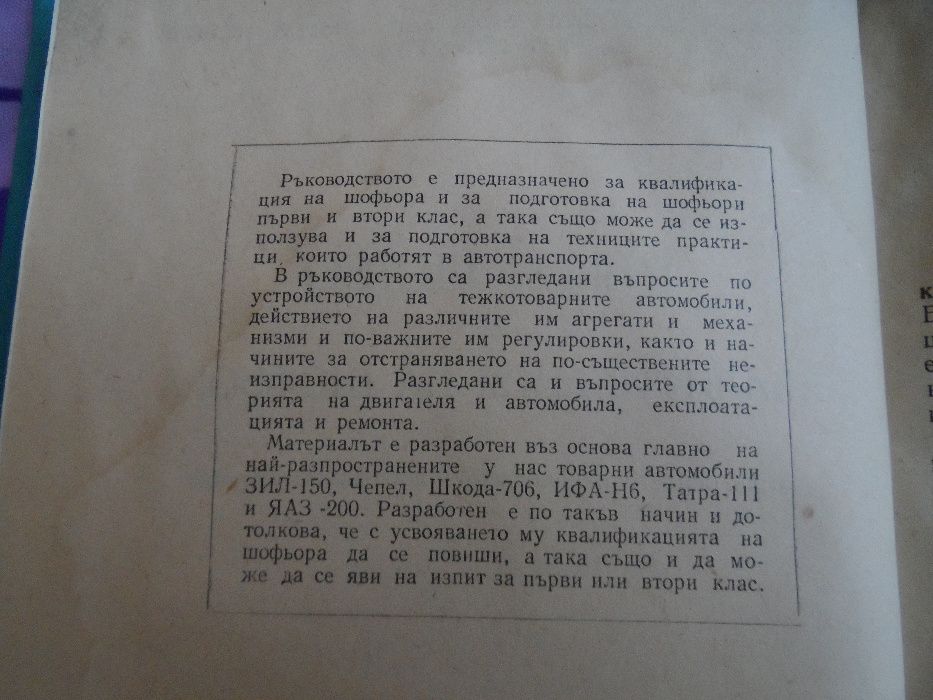 Ръководството е предназначено за квалифика-
ция на шофьора и за подготовка на шофьори
първи и втори клас, а така също може да се из-
ползува и за подготовка на техниците практи-
ци, които работят в автотранспорта.
В ръководството са разгледани въпросите по
устройството на тежкотоварните автомобили,
действието на различните им агрегати и меха-
низми и по-важните им регулировки, както и на-
чините за отстраняването на по-съществените не-
изправности. Разгледани са и въпросите от тео-
рията на двигателя и автомобила, експлоата-
цията и ремонта.
Материалът е разработен въз основа главно на
най-разпространените у нас товарни автомобили
ЗИЛ-150, Чепел, Шкода-706, ИФА-Н6, Татра-111
и ЯАЗ -200. Разработен е по такъв начин и до-
толкова, че с усвояването му квалификацията на
шофьора да се повиши, а така също и да мо-
же да се яви на изпит за първи или втори клас.